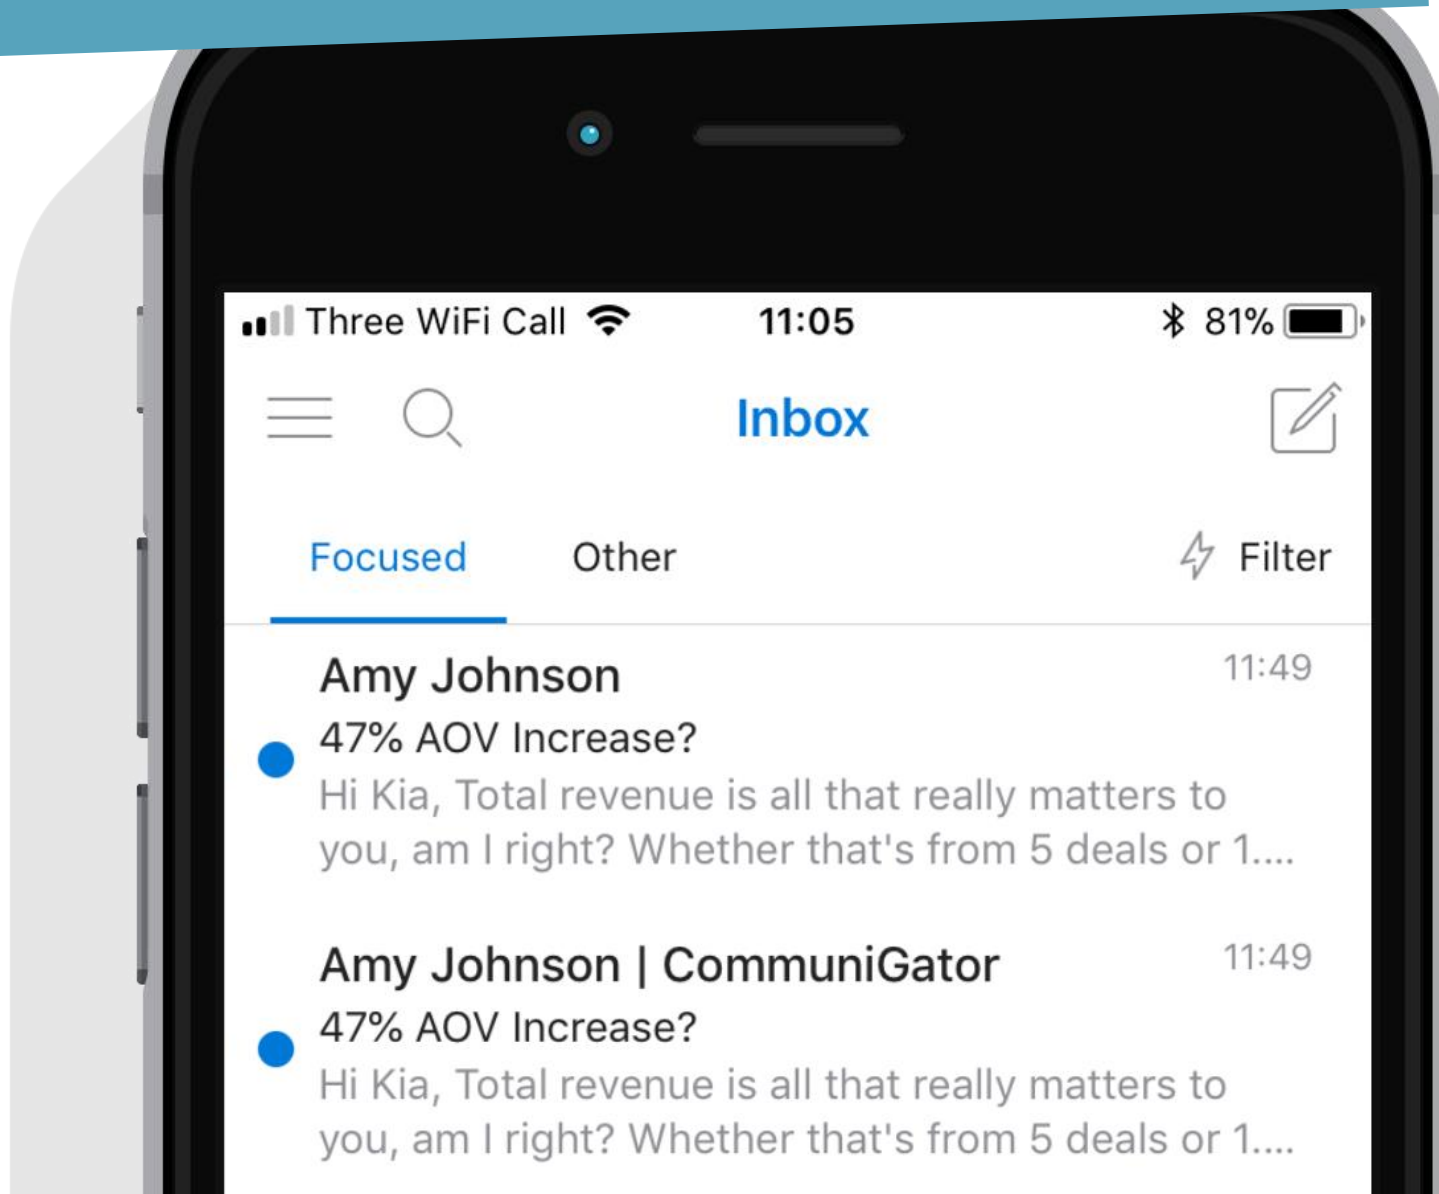 Three WiFi Call 11:05 81%
Inbox
Focused Other Filter
Amy Johnson 11:49
47% AOV Increase?
Hi Kia, Total revenue is all that really matters to
you, am I right? Whether that's from 5 deals or 1....
Amy Johnson | CommuniGator 11:49
47% AOV Increase?
Hi Kia, Total revenue is all that really matters to
you, am I right? Whether that's from 5 deals or 1....